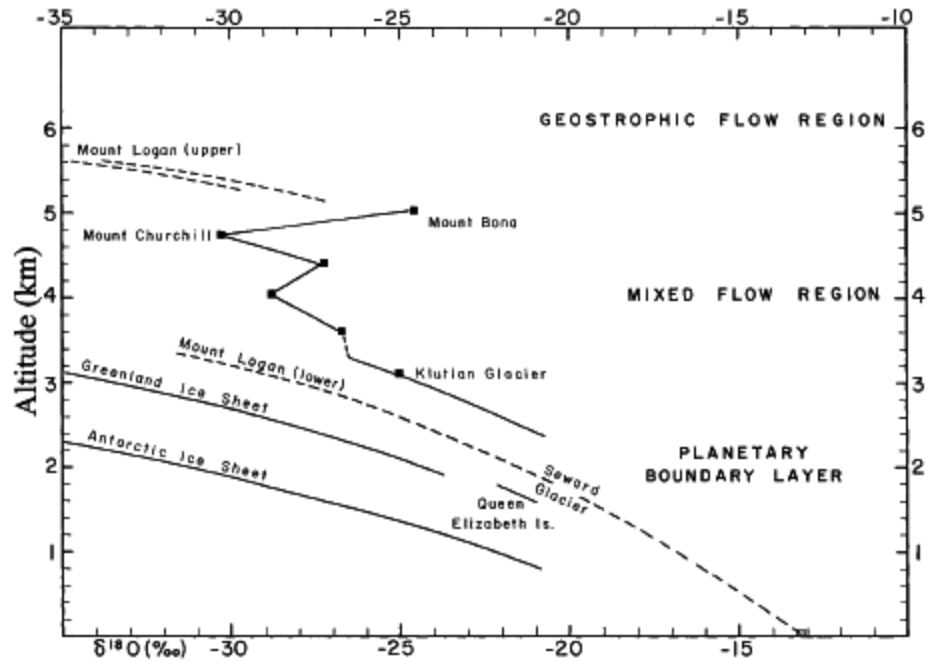 -35 -30 -25 -20 -15 -10
GEOSTROPHIC FLOW REGION
6 6
Mount Logan (upper)
5 5
Mount Bona
Mount Churchill
Altitude (km)
4 4
MIXED FLOW REGION
Mount Logan (lower)
Klutlan Glacier
3 3
Greenland Ice Sheet
PLANETARY
BOUNDARY LAYER
Antarctic Ice Sheet
2 2
Seward
Glacier
Queen
Elizabeth Is.
1 1
δ¹⁸O (‰) -30 -25 -20 -15